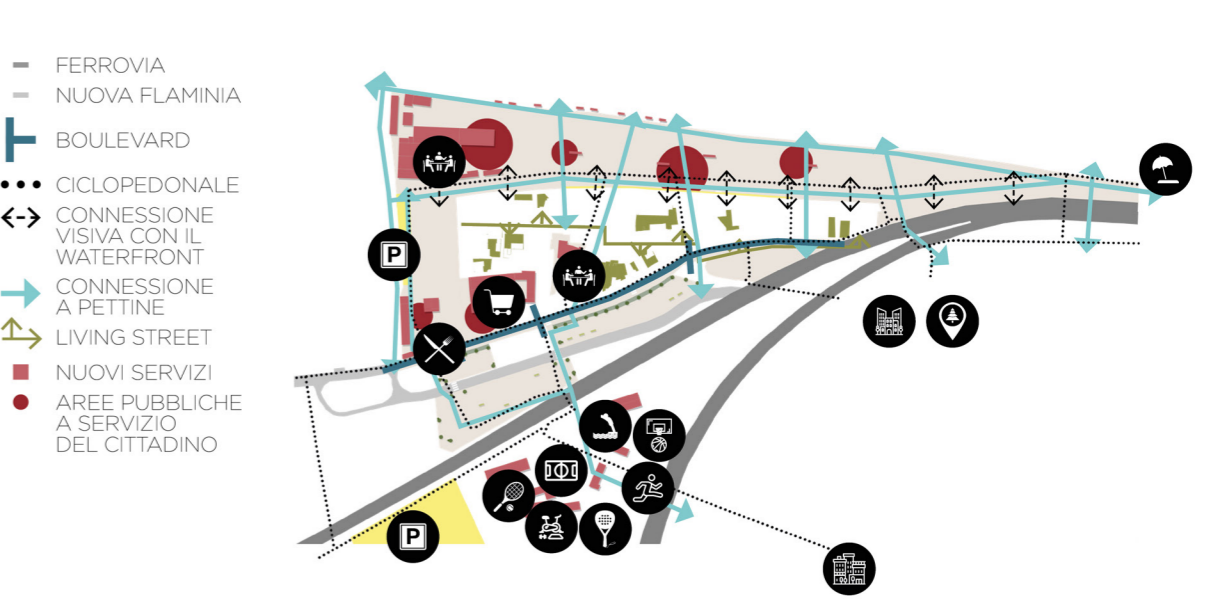 FERROVIA
NUOVA FLAMINIA
BOULEVARD
CICLOPEDONALE
CONNESSIONE
VISIVA CON IL
WATERFRONT
CONNESSIONE
A PETTINE
LIVING STREET
NUOVI SERVIZI
AREE PUBBLICHE
A SERVIZIO
DEL CITTADINO
P
P